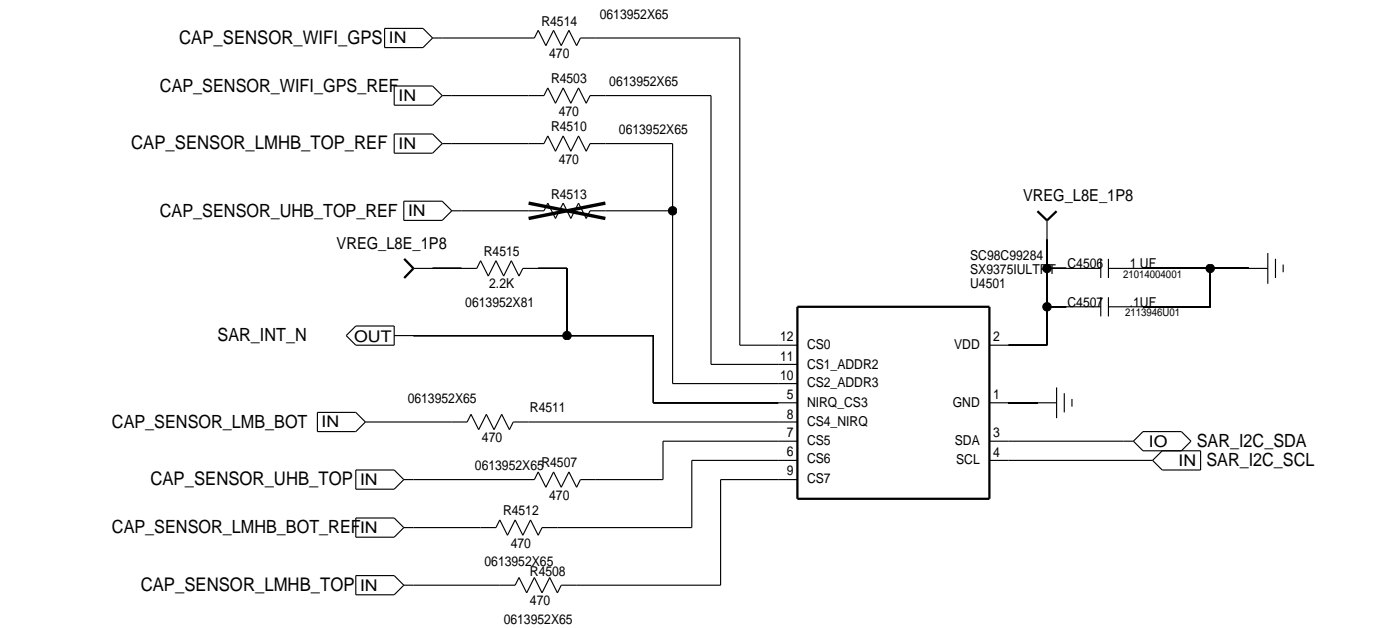 0613952X65
R4514
CAP_SENSOR_WIFI_GPS IN
470
R4503
0613952X65
CAP_SENSOR_WIFI_GPS_REF IN
470
R4510
0613952X65
CAP_SENSOR_LMHB_TOP_REF IN
470
R4513
CAP_SENSOR_UHB_TOP_REF IN
VREG_L8E_1P8
VREG_L8E_1P8
R4515
2.2K
0613952X81
SC98C99284
SX9375IULTRT
U4501
C4506 1 UF
21014004001
C4507 .1UF
2113946U01
SAR_INT_N OUT
12 CS0
VDD 2
11 CS1_ADDR2
10 CS2_ADDR3
5 NIRQ_CS3
GND 1
0613952X65
R4511
CAP_SENSOR_LMB_BOT IN
470
8 CS4_NIRQ
7 CS5
SDA 3
IO SAR_I2C_SDA
6 CS6
SCL 4
IN SAR_I2C_SCL
9 CS7
0613952X65
R4507
CAP_SENSOR_UHB_TOP IN
470
R4512
CAP_SENSOR_LMHB_BOT_REF IN
470
0613952X65
R4508
CAP_SENSOR_LMHB_TOP IN
470
0613952X65